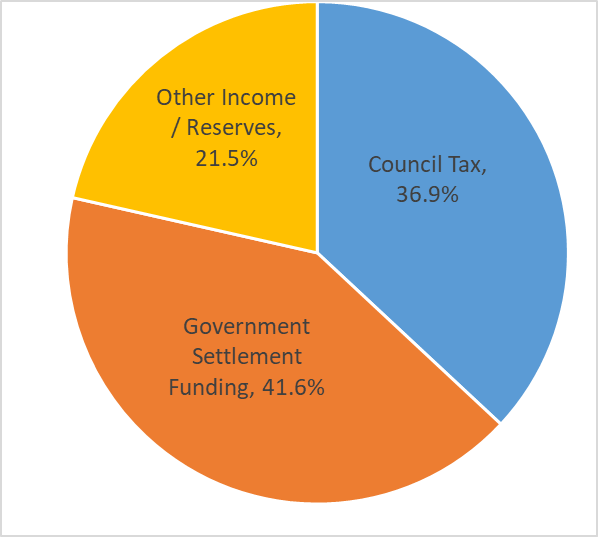 Other Income
/ Reserves,
21.5%
Council Tax,
36.9%
Government
Settlement
Funding, 41.6%